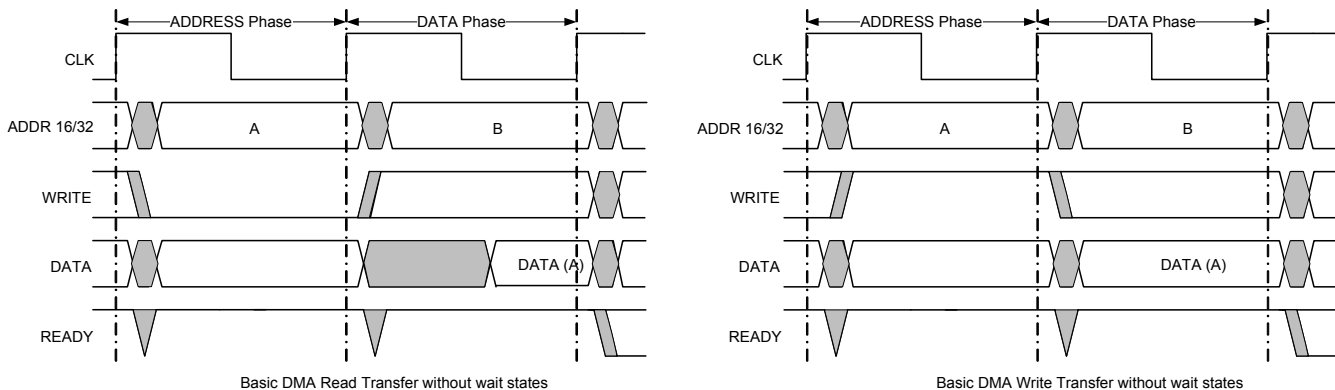 ADDRESS Phase
DATA Phase
CLK
ADDR 16/32
A
B
WRITE
DATA
DATA (A)
READY
Basic DMA Read Transfer without wait states
ADDRESS Phase
DATA Phase
CLK
ADDR 16/32
A
B
WRITE
DATA
DATA (A)
READY
Basic DMA Write Transfer without wait states